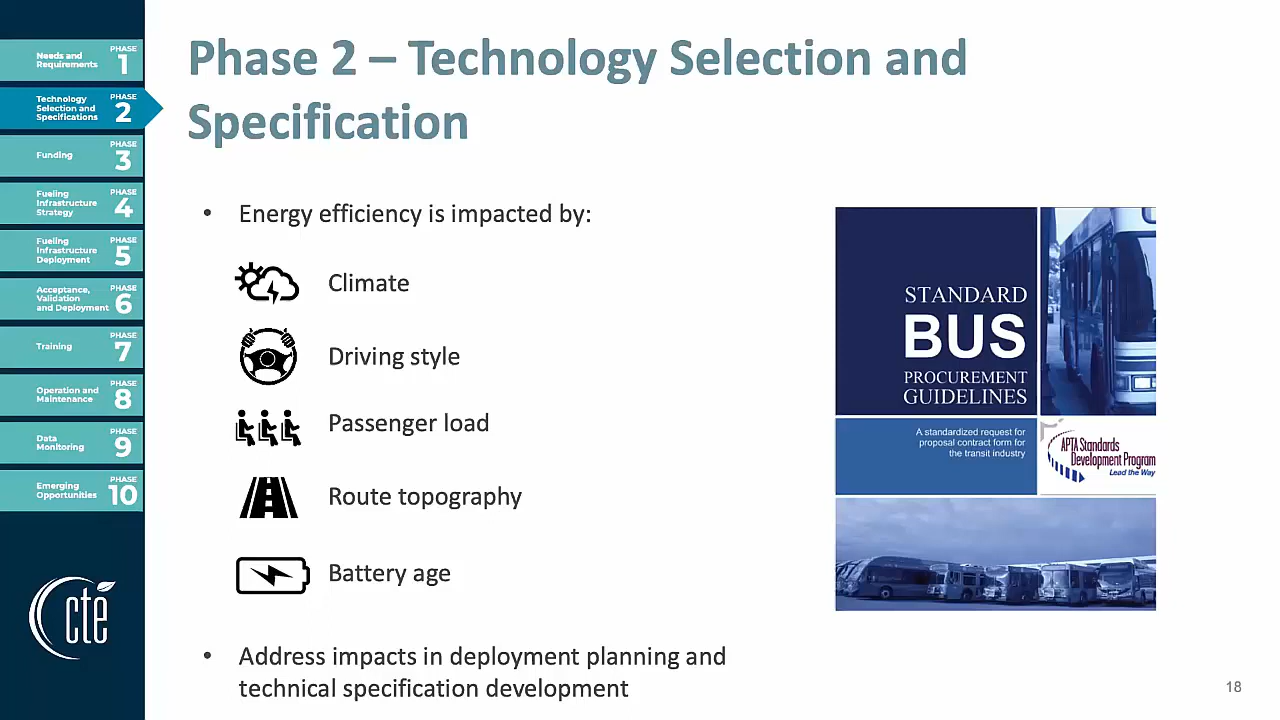 Needs and
Requirements
PHASE
1
Technology
Selection and
Specifications
PHASE
2
Funding
PHASE
3
Fueling
Infrastructure
Strategy
PHASE
4
Fueling
Infrastructure
Deployment
PHASE
5
Acceptance,
Validation
and Deployment
PHASE
6
Training
PHASE
7
Operation and
Maintenance
PHASE
8
Data
Monitoring
PHASE
9
Emerging
Opportunities
PHASE
10
cte
Phase 2 – Technology Selection and
Specification
• Energy efficiency is impacted by:
Climate
Driving style
Passenger load
Route topography
Battery age
• Address impacts in deployment planning and
technical specification development
STANDARD
BUS
PROCUREMENT
GUIDELINES
A standardized request for
proposal contract form for
the transit industry
APTA Standards
Development Program
Lead the Way
18